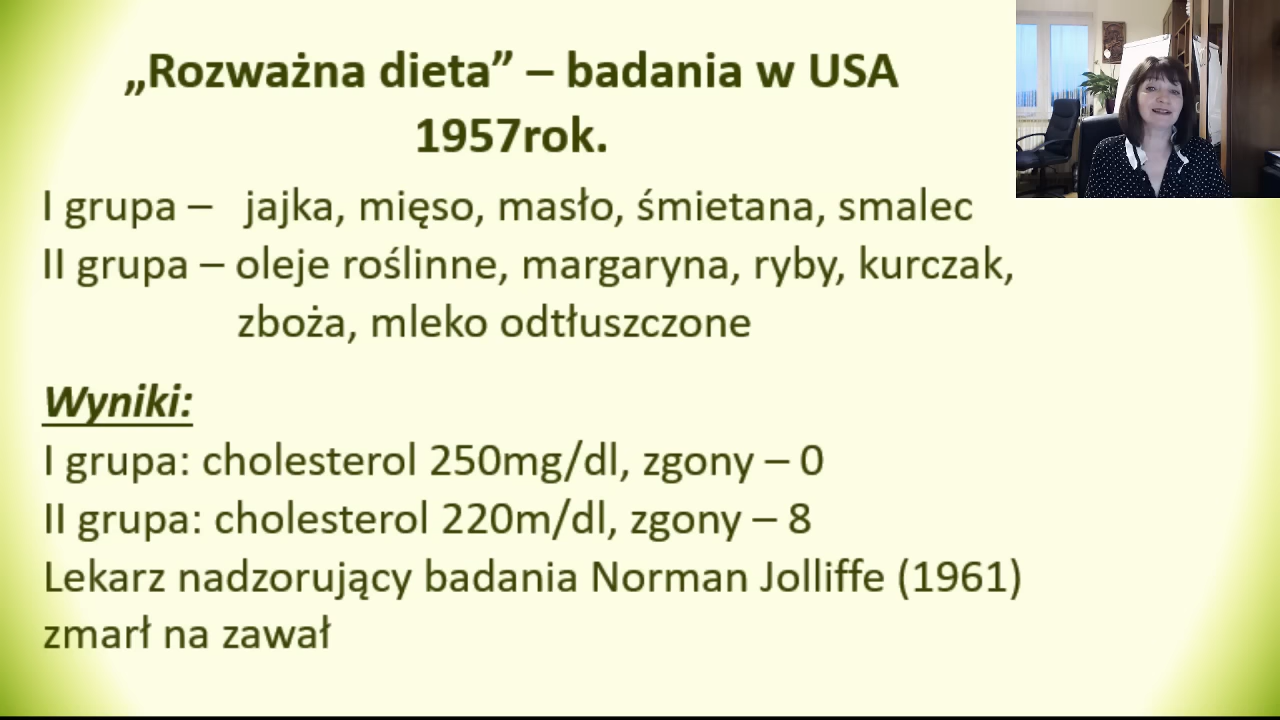 „Rozważna dieta” – badania w USA
1957rok.
I grupa – jajka, mięso, masło, śmietana, smalec
II grupa – oleje roślinne, margaryna, ryby, kurczak,
zboża, mleko odtłuszczone
Wyniki:
I grupa: cholesterol 250mg/dl, zgony – 0
II grupa: cholesterol 220m/dl, zgony – 8
Lekarz nadzorujący badania Norman Jolliffe (1961)
zmarł na zawał